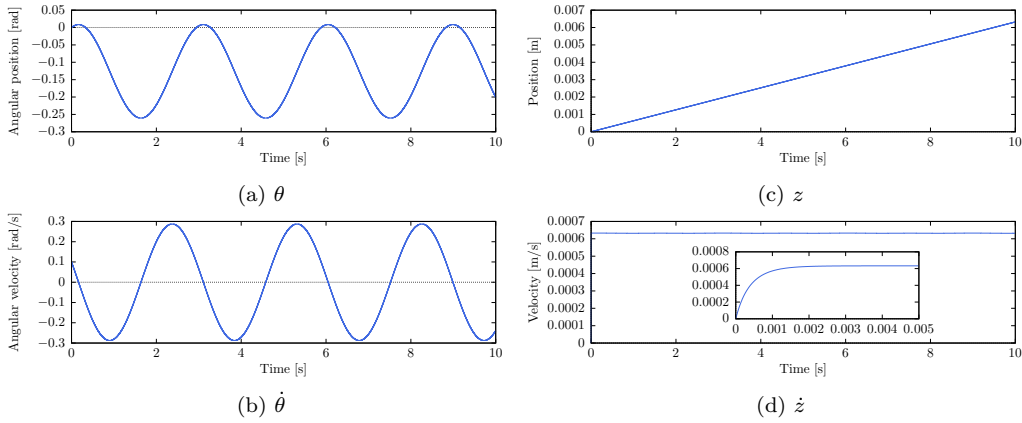 0.05
0
−0.05
−0.1
−0.15
−0.2
−0.25
−0.3
0 2 4 6 8 10
Angular position [rad]
Time [s]
(a) θ
0.007
0.006
0.005
0.004
0.003
0.002
0.001
0
0 2 4 6 8 10
Position [m]
Time [s]
(c) z
0.3
0.2
0.1
0
−0.1
−0.2
−0.3
0 2 4 6 8 10
Angular velocity [rad/s]
Time [s]
(b) θ̇
0.0007
0.0006
0.0005
0.0004
0.0003
0.0002
0.0001
0
0 2 4 6 8 10
Velocity [m/s]
Time [s]
0.0008
0.0006
0.0004
0.0002
0
0 0.001 0.002 0.003 0.004 0.005
(d) ż